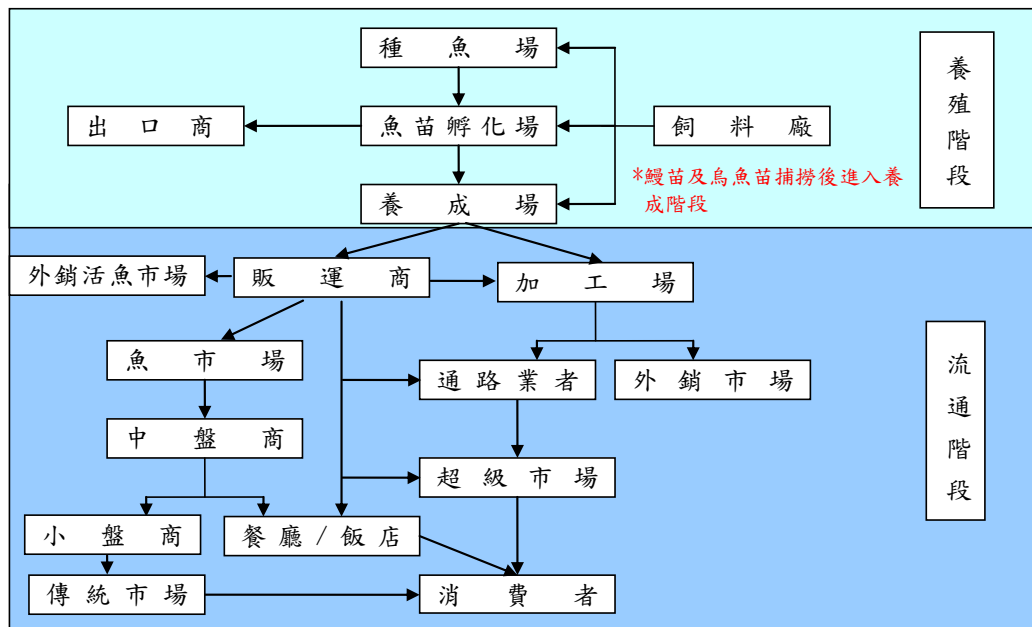 種魚場
養殖階段
出口商
魚苗孵化場
飼料廠
*鰻苗及烏魚苗捕撈後進入養
成階段
養成場
外銷活魚市場
販運商
加工場
魚市場
通路業者
外銷市場
流通階段
中盤商
超級市場
小盤商
餐廳/飯店
傳統市場
消費者